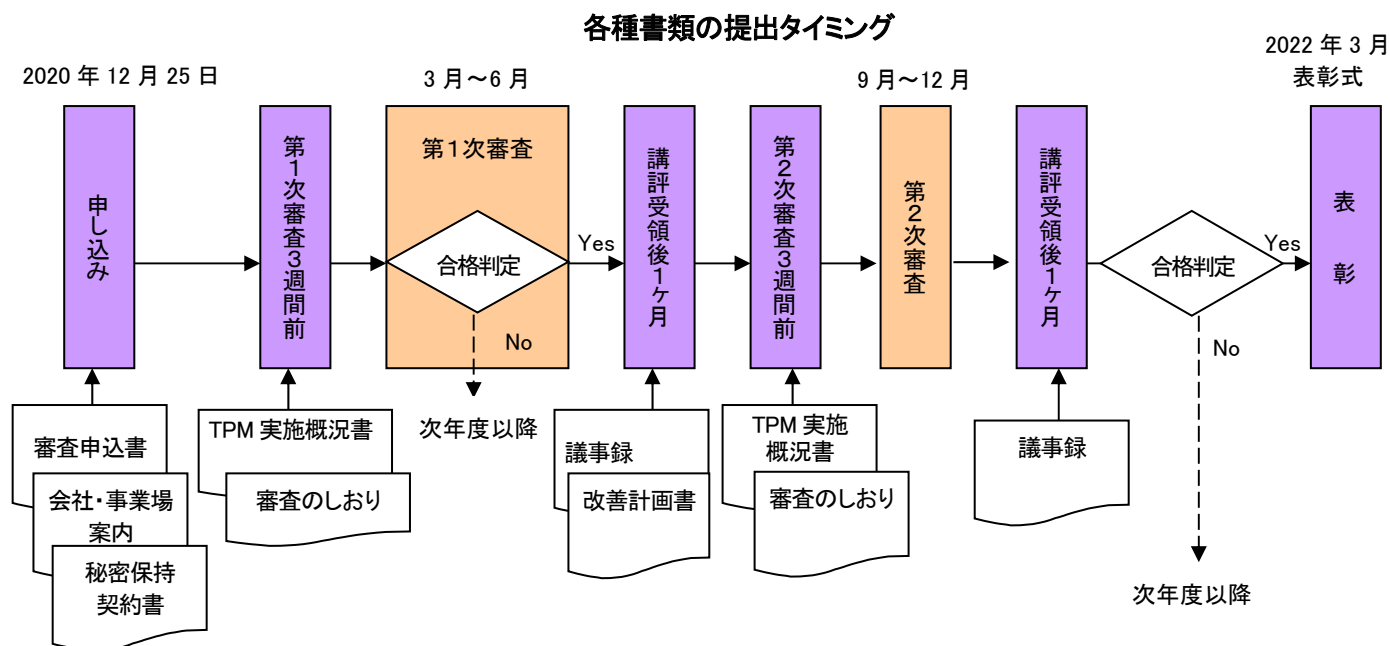 各種書類の提出タイミング
2020 年 12 月 25 日
3 月～6 月
9 月～12 月
2022 年 3 月
表彰式
申し込み
第1次審査3週間前
第1次審査
合格判定
Yes
No
次年度以降
講評受領後1ヶ月
第2次審査3週間前
第2次審査
講評受領後1ヶ月
合格判定
Yes
No
次年度以降
表彰
審査申込書
会社・事業場
案内
秘密保持
契約書
TPM 実施概況書
審査のしおり
議事録
改善計画書
TPM 実施
概況書
審査のしおり
議事録